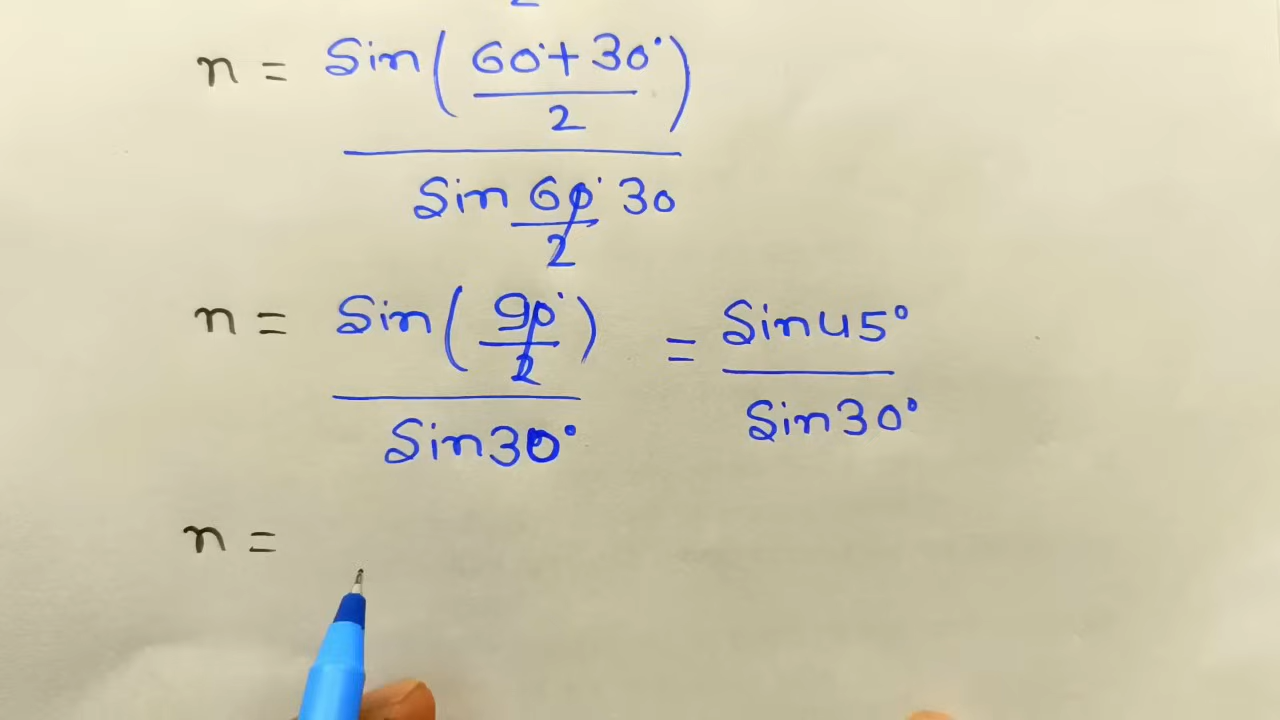 n = Sin(60°+30°/2)
Sin 60°/2 30
n = Sin(90°/2) = Sin45°
Sin30° Sin30°
n =